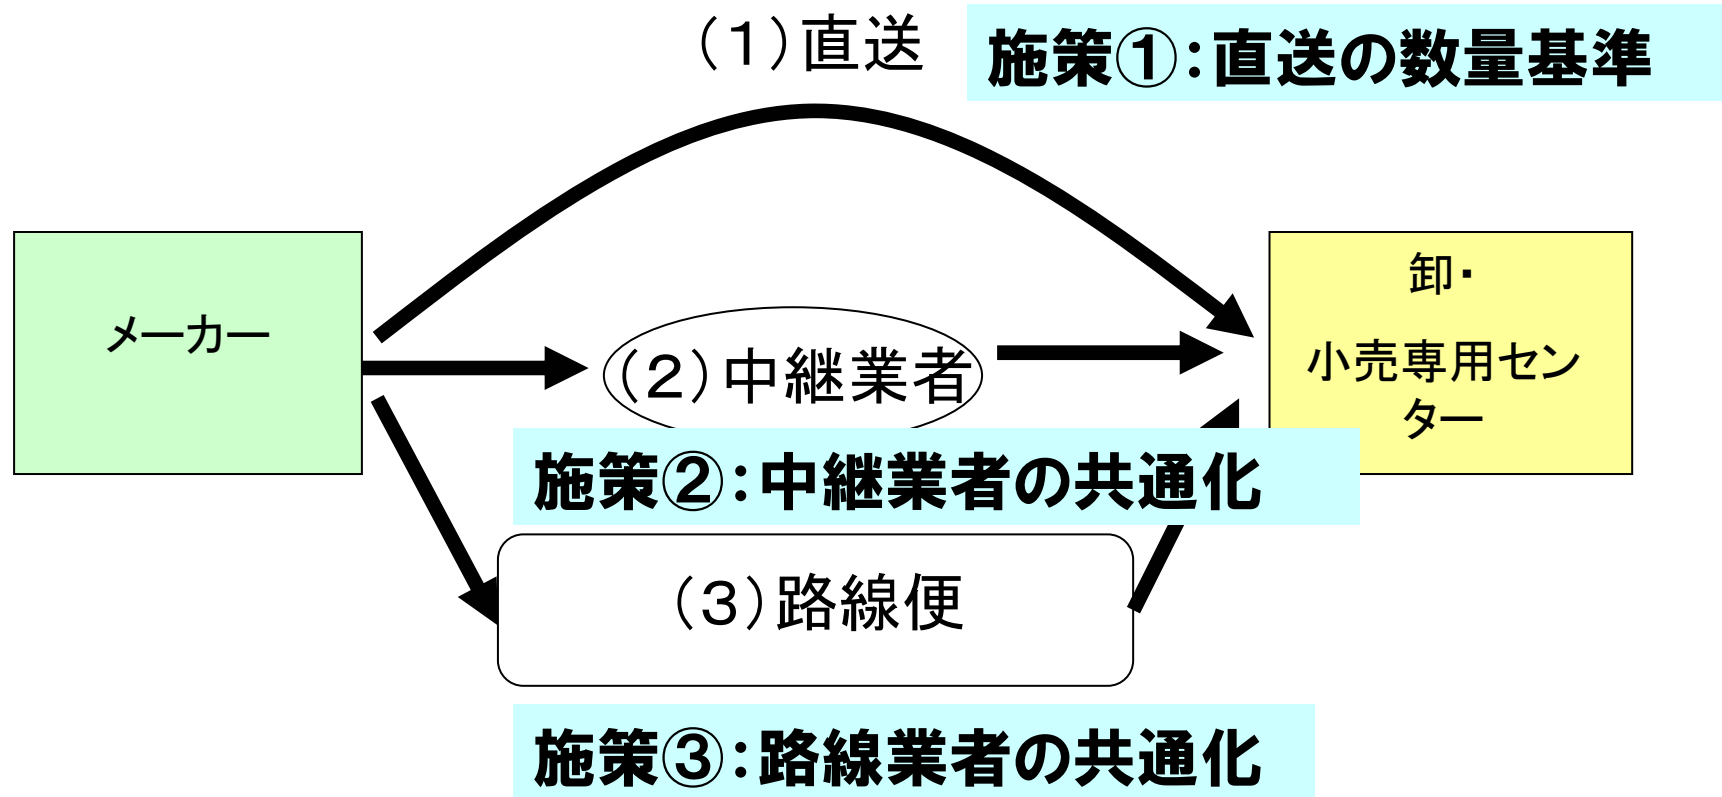 （１）直送
施策①：直送の数量基準
メーカー
卸・
小売専用セン
ター
（２）中継業者
施策②：中継業者の共通化
（３）路線便
施策③：路線業者の共通化